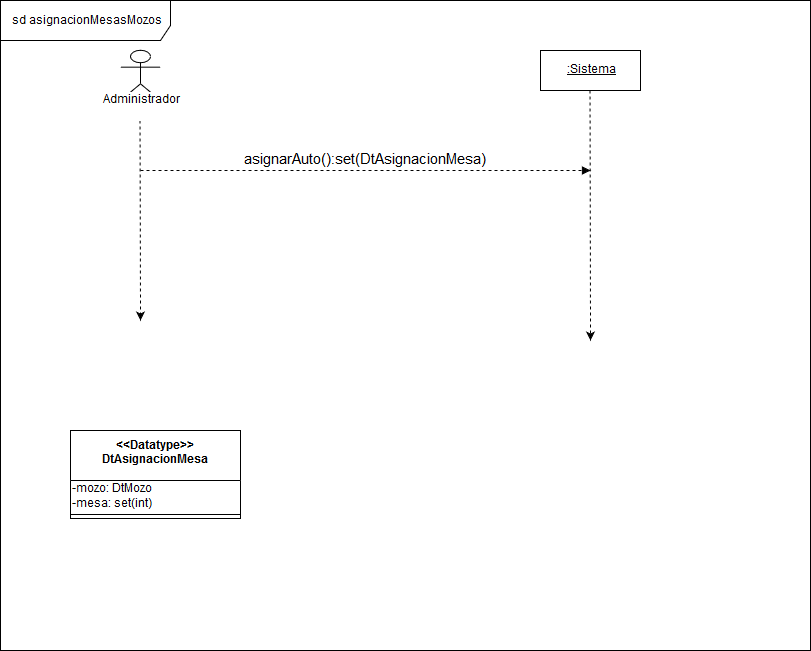 sd asignacionMesasMozos
Administrador
:Sistema
asignarAuto():set(DtAsignacionMesa)
<<Datatype>>
DtAsignacionMesa
-mozo: DtMozo
-mesa: set(int)